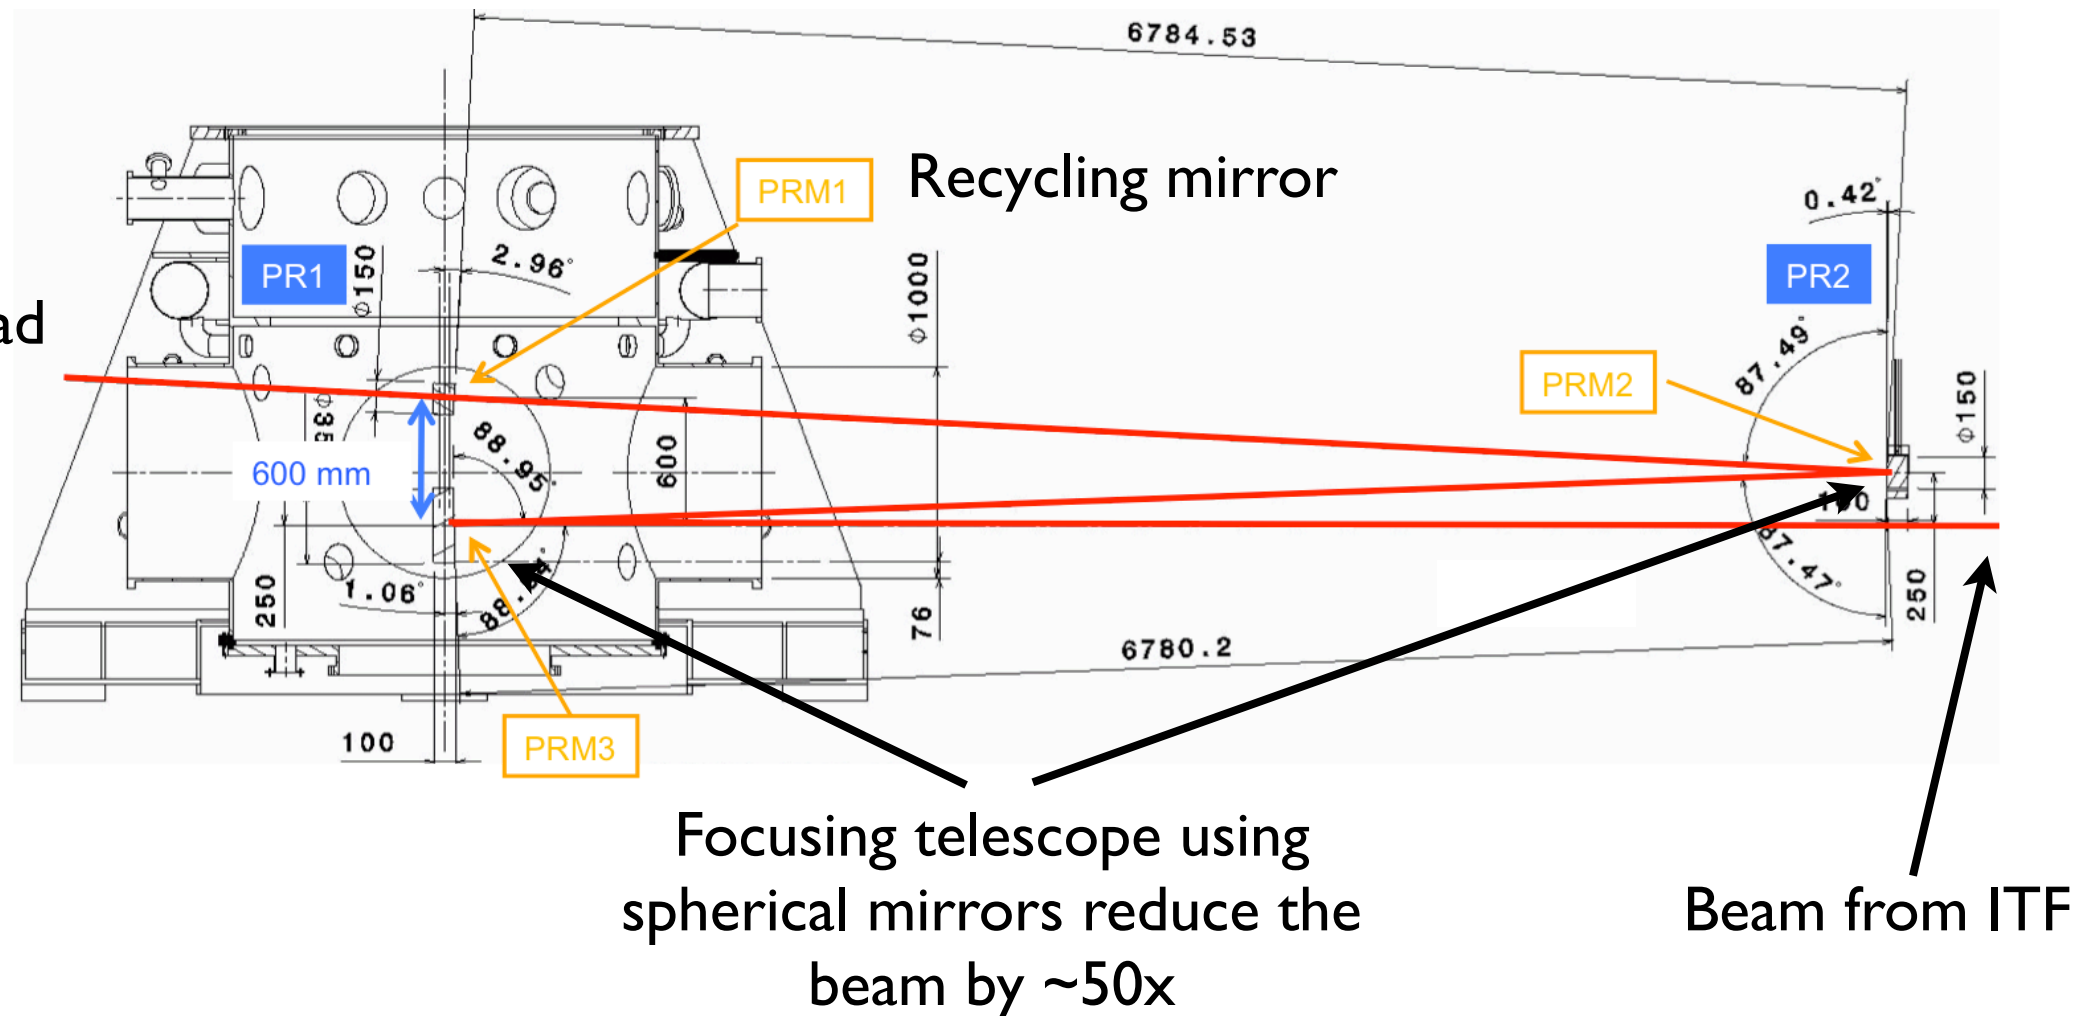 6784.53
PRM1
Recycling mirror
0.42°
PR1
φ150
2.96°
φ1000
PR2
ad
87.49°
PRM2
φ150
600 mm
88.95°
600
100
87.47°
250
1.06°
250
76
6780.2
100
PRM3
Focusing telescope using
spherical mirrors reduce the
beam by ~50x
Beam from ITF